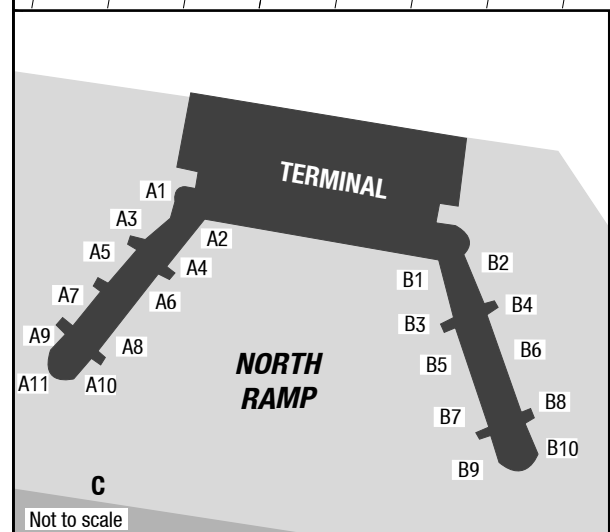 TERMINAL
A1
A3
A2
A5
A4
A7
A6
A9
A8
A11
A10
B1
B2
B3
B4
B5
B6
B7
B8
B9
B10
NORTH
RAMP
C
Not to scale